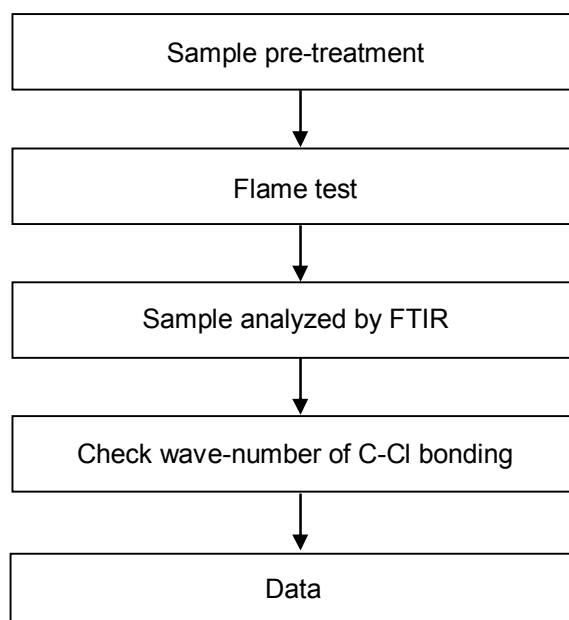 Sample pre-treatment
Flame test
Sample analyzed by FTIR
Check wave-number of C-Cl bonding
Data